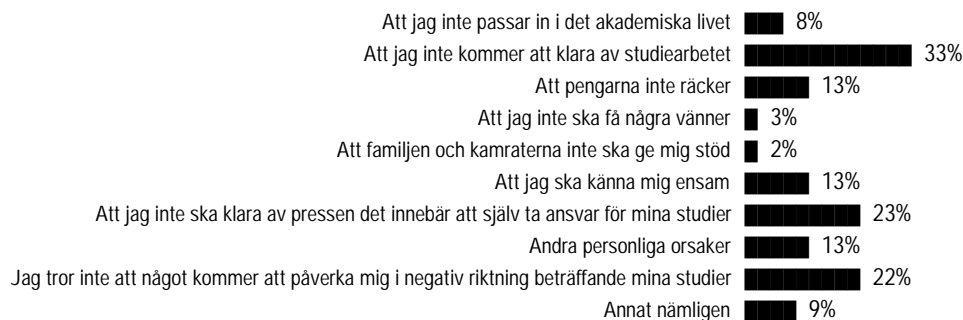 Att jag inte passar in i det akademiska livet 8%
Att jag inte kommer att klara av studiearbetet 33%
Att pengarna inte räcker 13%
Att jag inte ska få några vänner 3%
Att familjen och kamraterna inte ska ge mig stöd 2%
Att jag ska känna mig ensam 13%
Att jag inte ska klara av pressen det innebär att själv ta ansvar för mina studier 23%
Andra personliga orsaker 13%
Jag tror inte att något kommer att påverka mig i negativ riktning beträffande mina studier 22%
Annat nämligen 9%